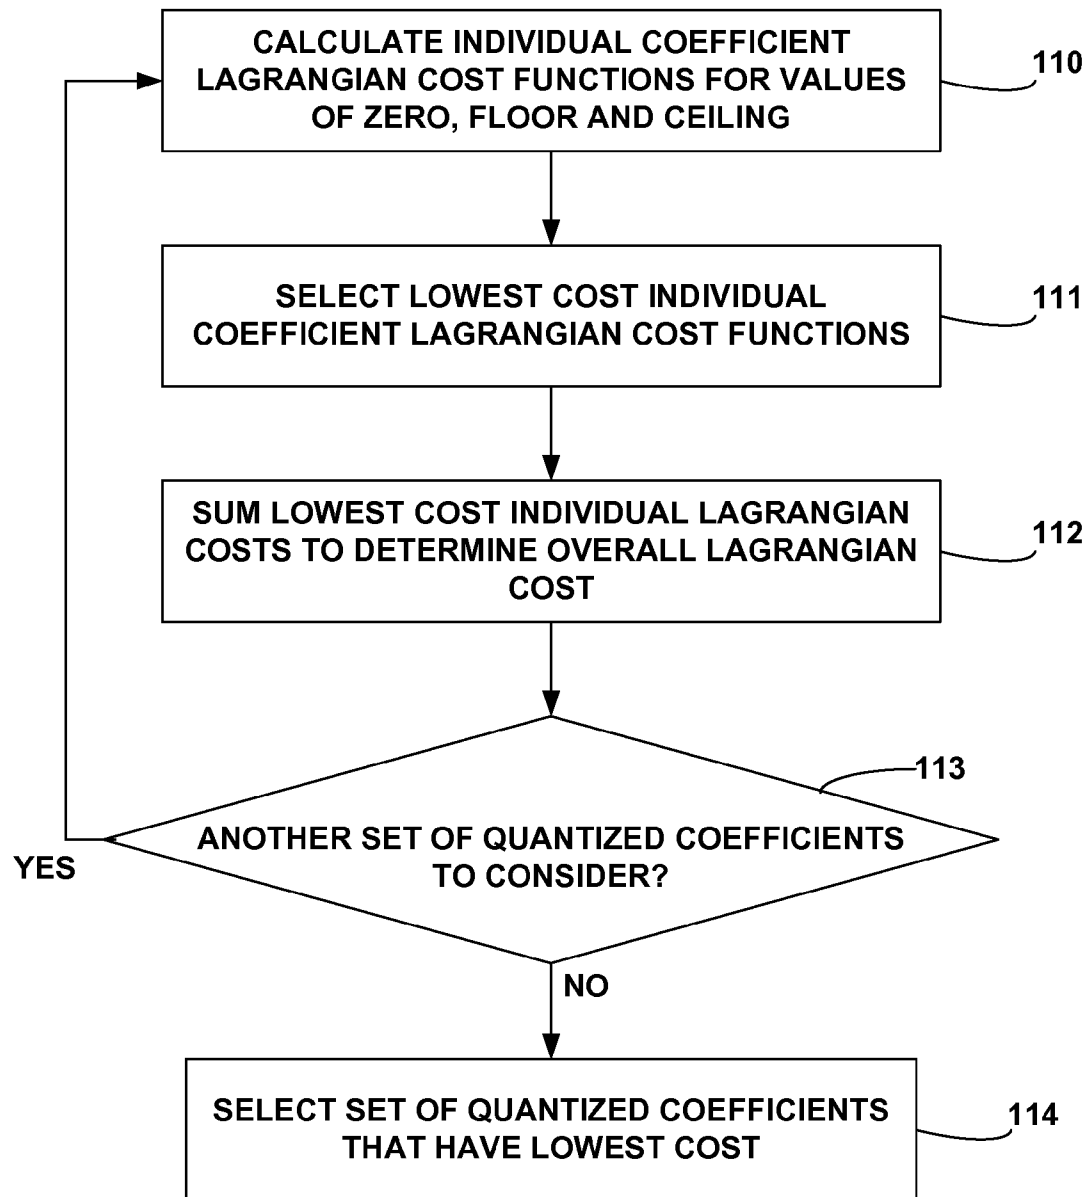 CALCULATE INDIVIDUAL COEFFICIENT
LAGRANGIAN COST FUNCTIONS FOR VALUES
OF ZERO, FLOOR AND CEILING
110
SELECT LOWEST COST INDIVIDUAL
COEFFICIENT LAGRANGIAN COST FUNCTIONS
111
SUM LOWEST COST INDIVIDUAL LAGRANGIAN
COSTS TO DETERMINE OVERALL LAGRANGIAN
COST
112
113
ANOTHER SET OF QUANTIZED COEFFICIENTS
TO CONSIDER?
YES
NO
SELECT SET OF QUANTIZED COEFFICIENTS
THAT HAVE LOWEST COST
114